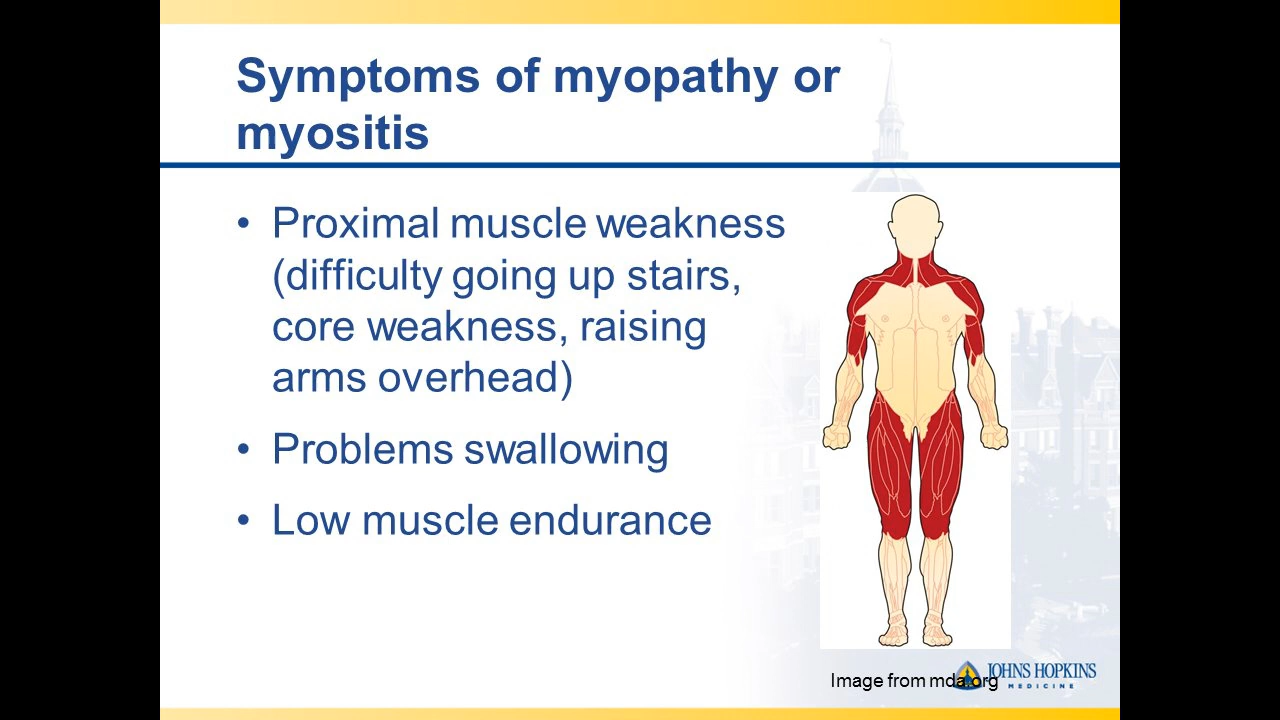 Symptoms of myopathy or
myositis
• Proximal muscle weakness
(difficulty going up stairs,
core weakness, raising
arms overhead)
• Problems swallowing
• Low muscle endurance
Image from mda.org
JOHNS HOPKINS
MEDICINE